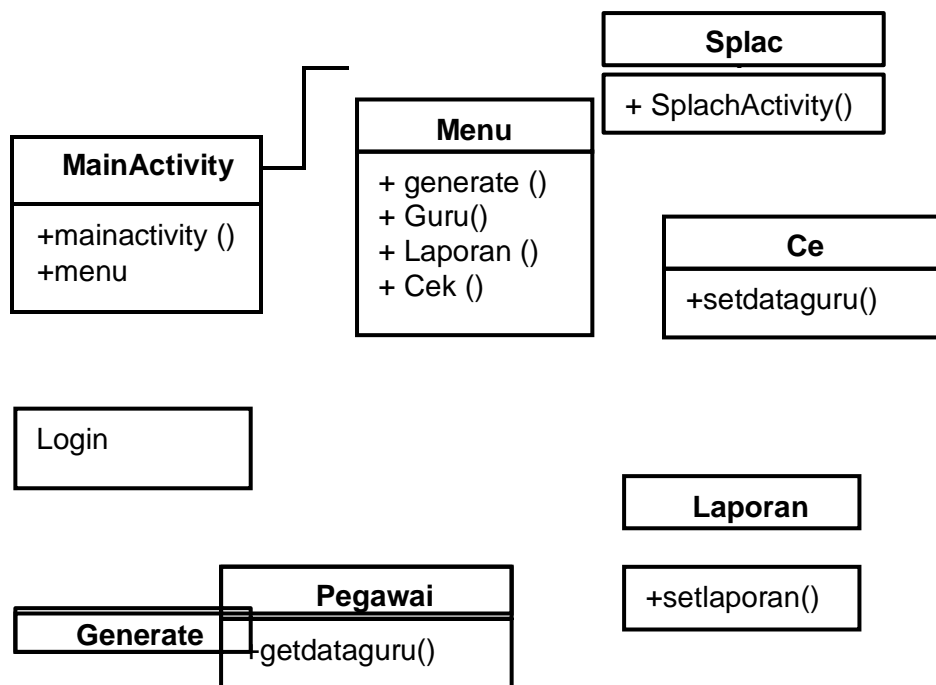 Splac
+ SplachActivity()
Menu
+ generate ()
+ Guru()
+ Laporan ()
+ Cek ()
MainActivity
+mainactivity ()
+menu
Ce
+setdataguru()
Login
Laporan
+setlaporan()
Pegawai
+getdataguru()
Generate